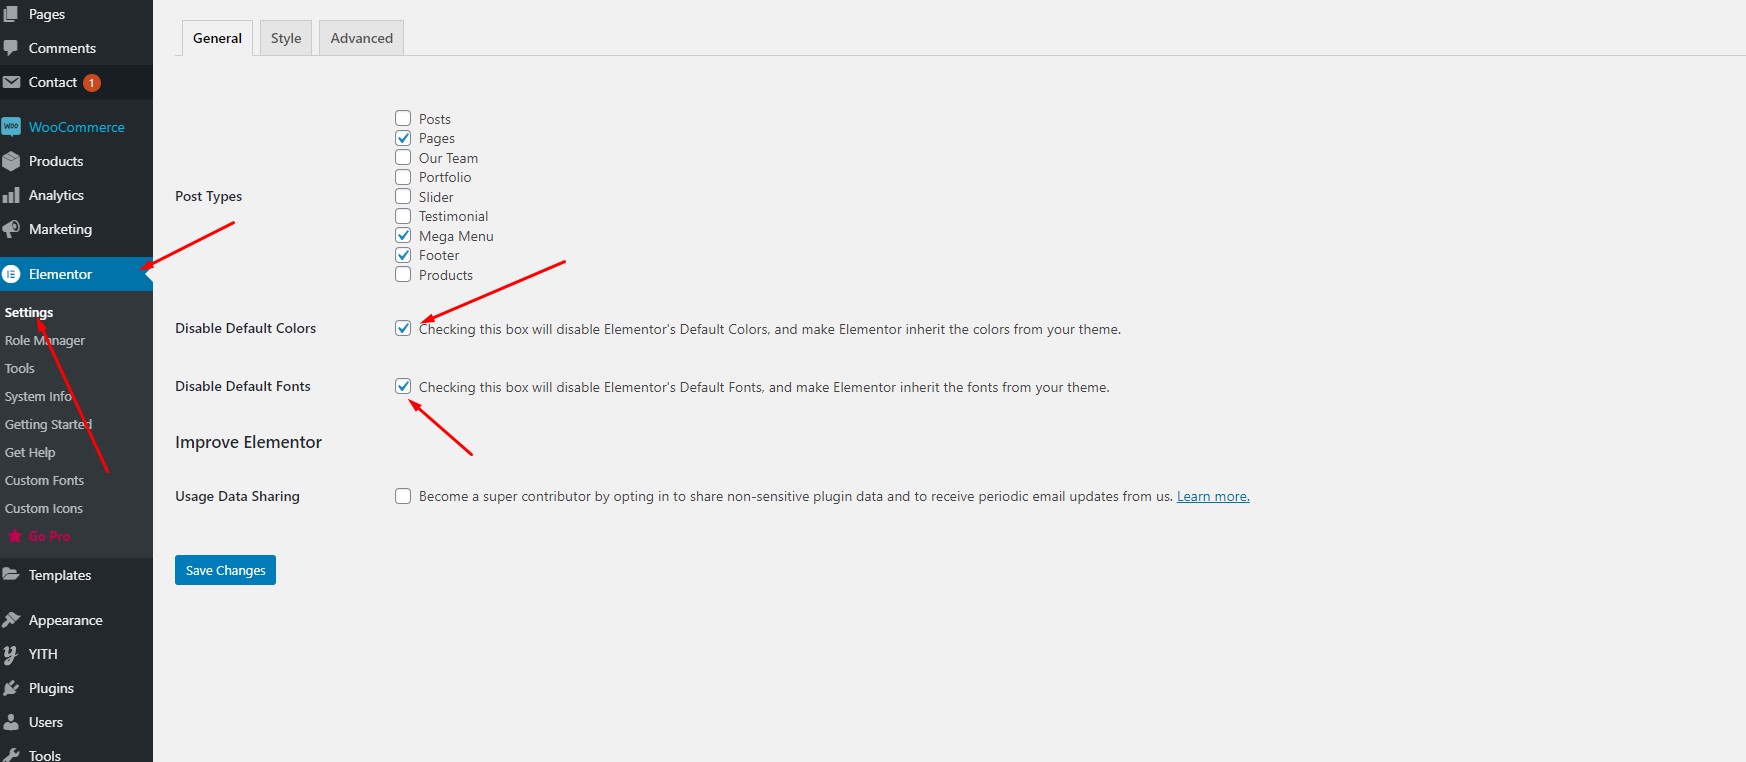 Pages
Comments
Contact 1
WooCommerce
Products
Analytics
Marketing
Elementor
Settings
Role Manager
Tools
System Info
Getting Started
Get Help
Custom Fonts
Custom Icons
Go Pro
Templates
Appearance
YITH
Plugins
Users
Tools
General Style Advanced
Post Types
Posts
Pages
Our Team
Portfolio
Slider
Testimonial
Mega Menu
Footer
Products
Disable Default Colors
Checking this box will disable Elementor's Default Colors, and make Elementor inherit the colors from your theme.
Disable Default Fonts
Checking this box will disable Elementor's Default Fonts, and make Elementor inherit the fonts from your theme.
Improve Elementor
Usage Data Sharing
Become a super contributor by opting in to share non-sensitive plugin data and to receive periodic email updates from us. Learn more.
Save Changes